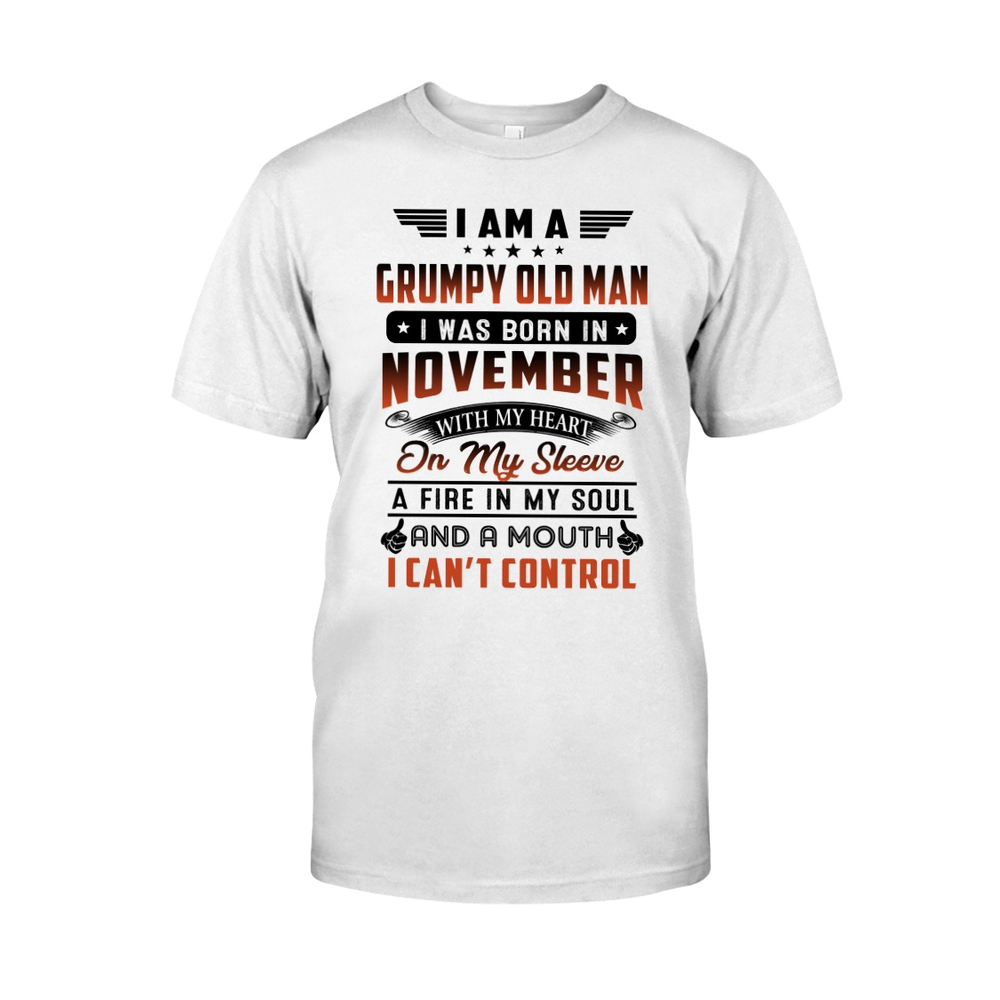 I AM A
GRUMPY OLD MAN
I WAS BORN IN
NOVEMBER
WITH MY HEART
On My Sleeve
A FIRE IN MY SOUL
AND A MOUTH
I CAN'T CONTROL